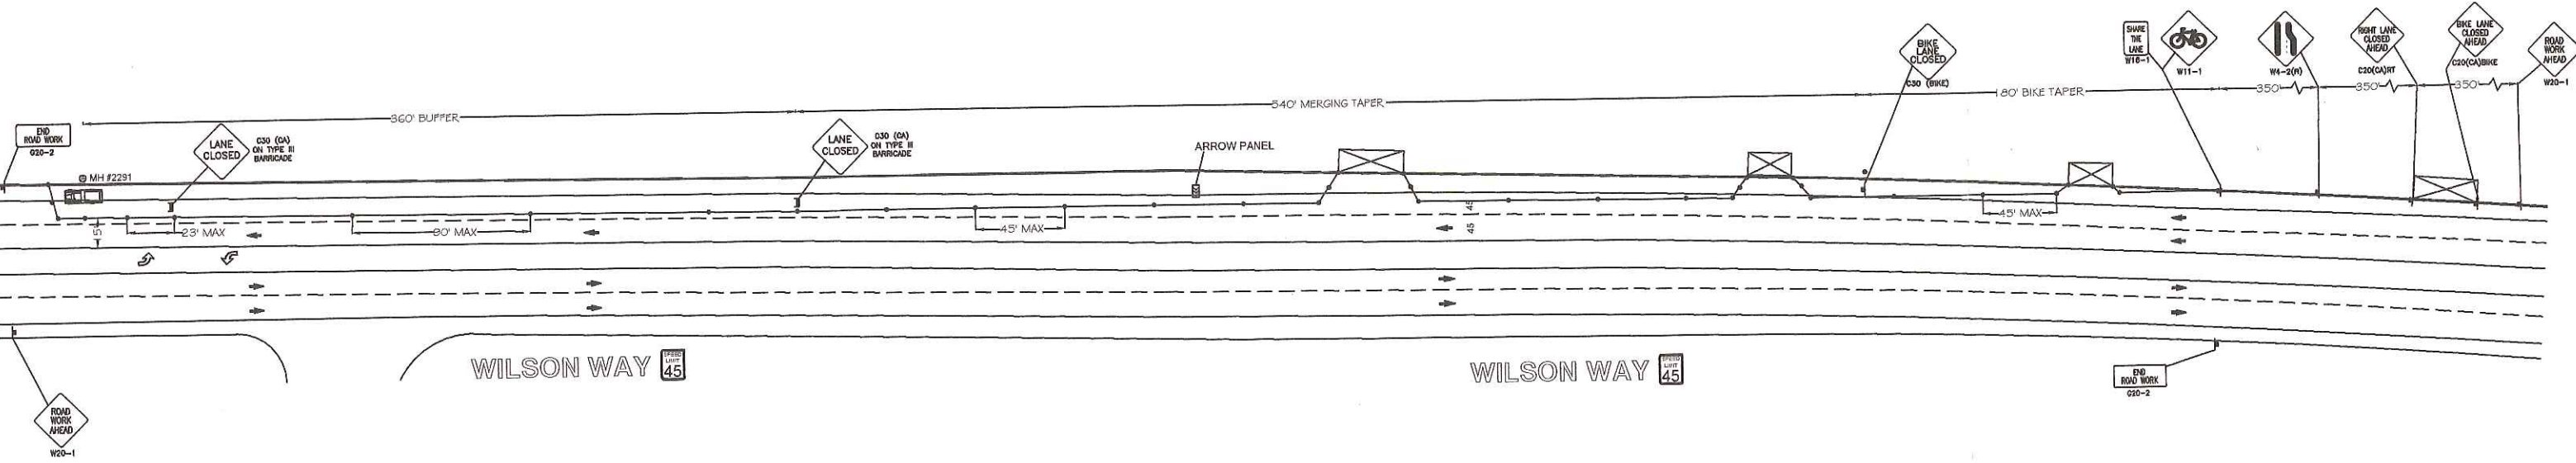 END
ROAD WORK
G20-2
360' BUFFER
LANE
CLOSED
C30 (CA)
ON TYPE III
BARRICADE
MH #2291
540' MERGING TAPER
LANE
CLOSED
C30 (CA)
ON TYPE III
BARRICADE
ARROW PANEL
BIKE
LANE
CLOSED
C30 (BIKE)
180' BIKE TAPER
SHARE
THE
LANE
W16-1
W11-1
350'
W4-2(R)
350'
RIGHT LANE
CLOSED
AHEAD
C20(CA)RT
350'
BIKE LANE
CLOSED
AHEAD
C20(CA)BIKE
ROAD
WORK
AHEAD
W20-1
23' MAX
90' MAX
45' MAX
45
45
45' MAX
WILSON WAY
SPEED
LIMIT
45
WILSON WAY
SPEED
LIMIT
45
END
ROAD WORK
G20-2
ROAD
WORK
AHEAD
W20-1